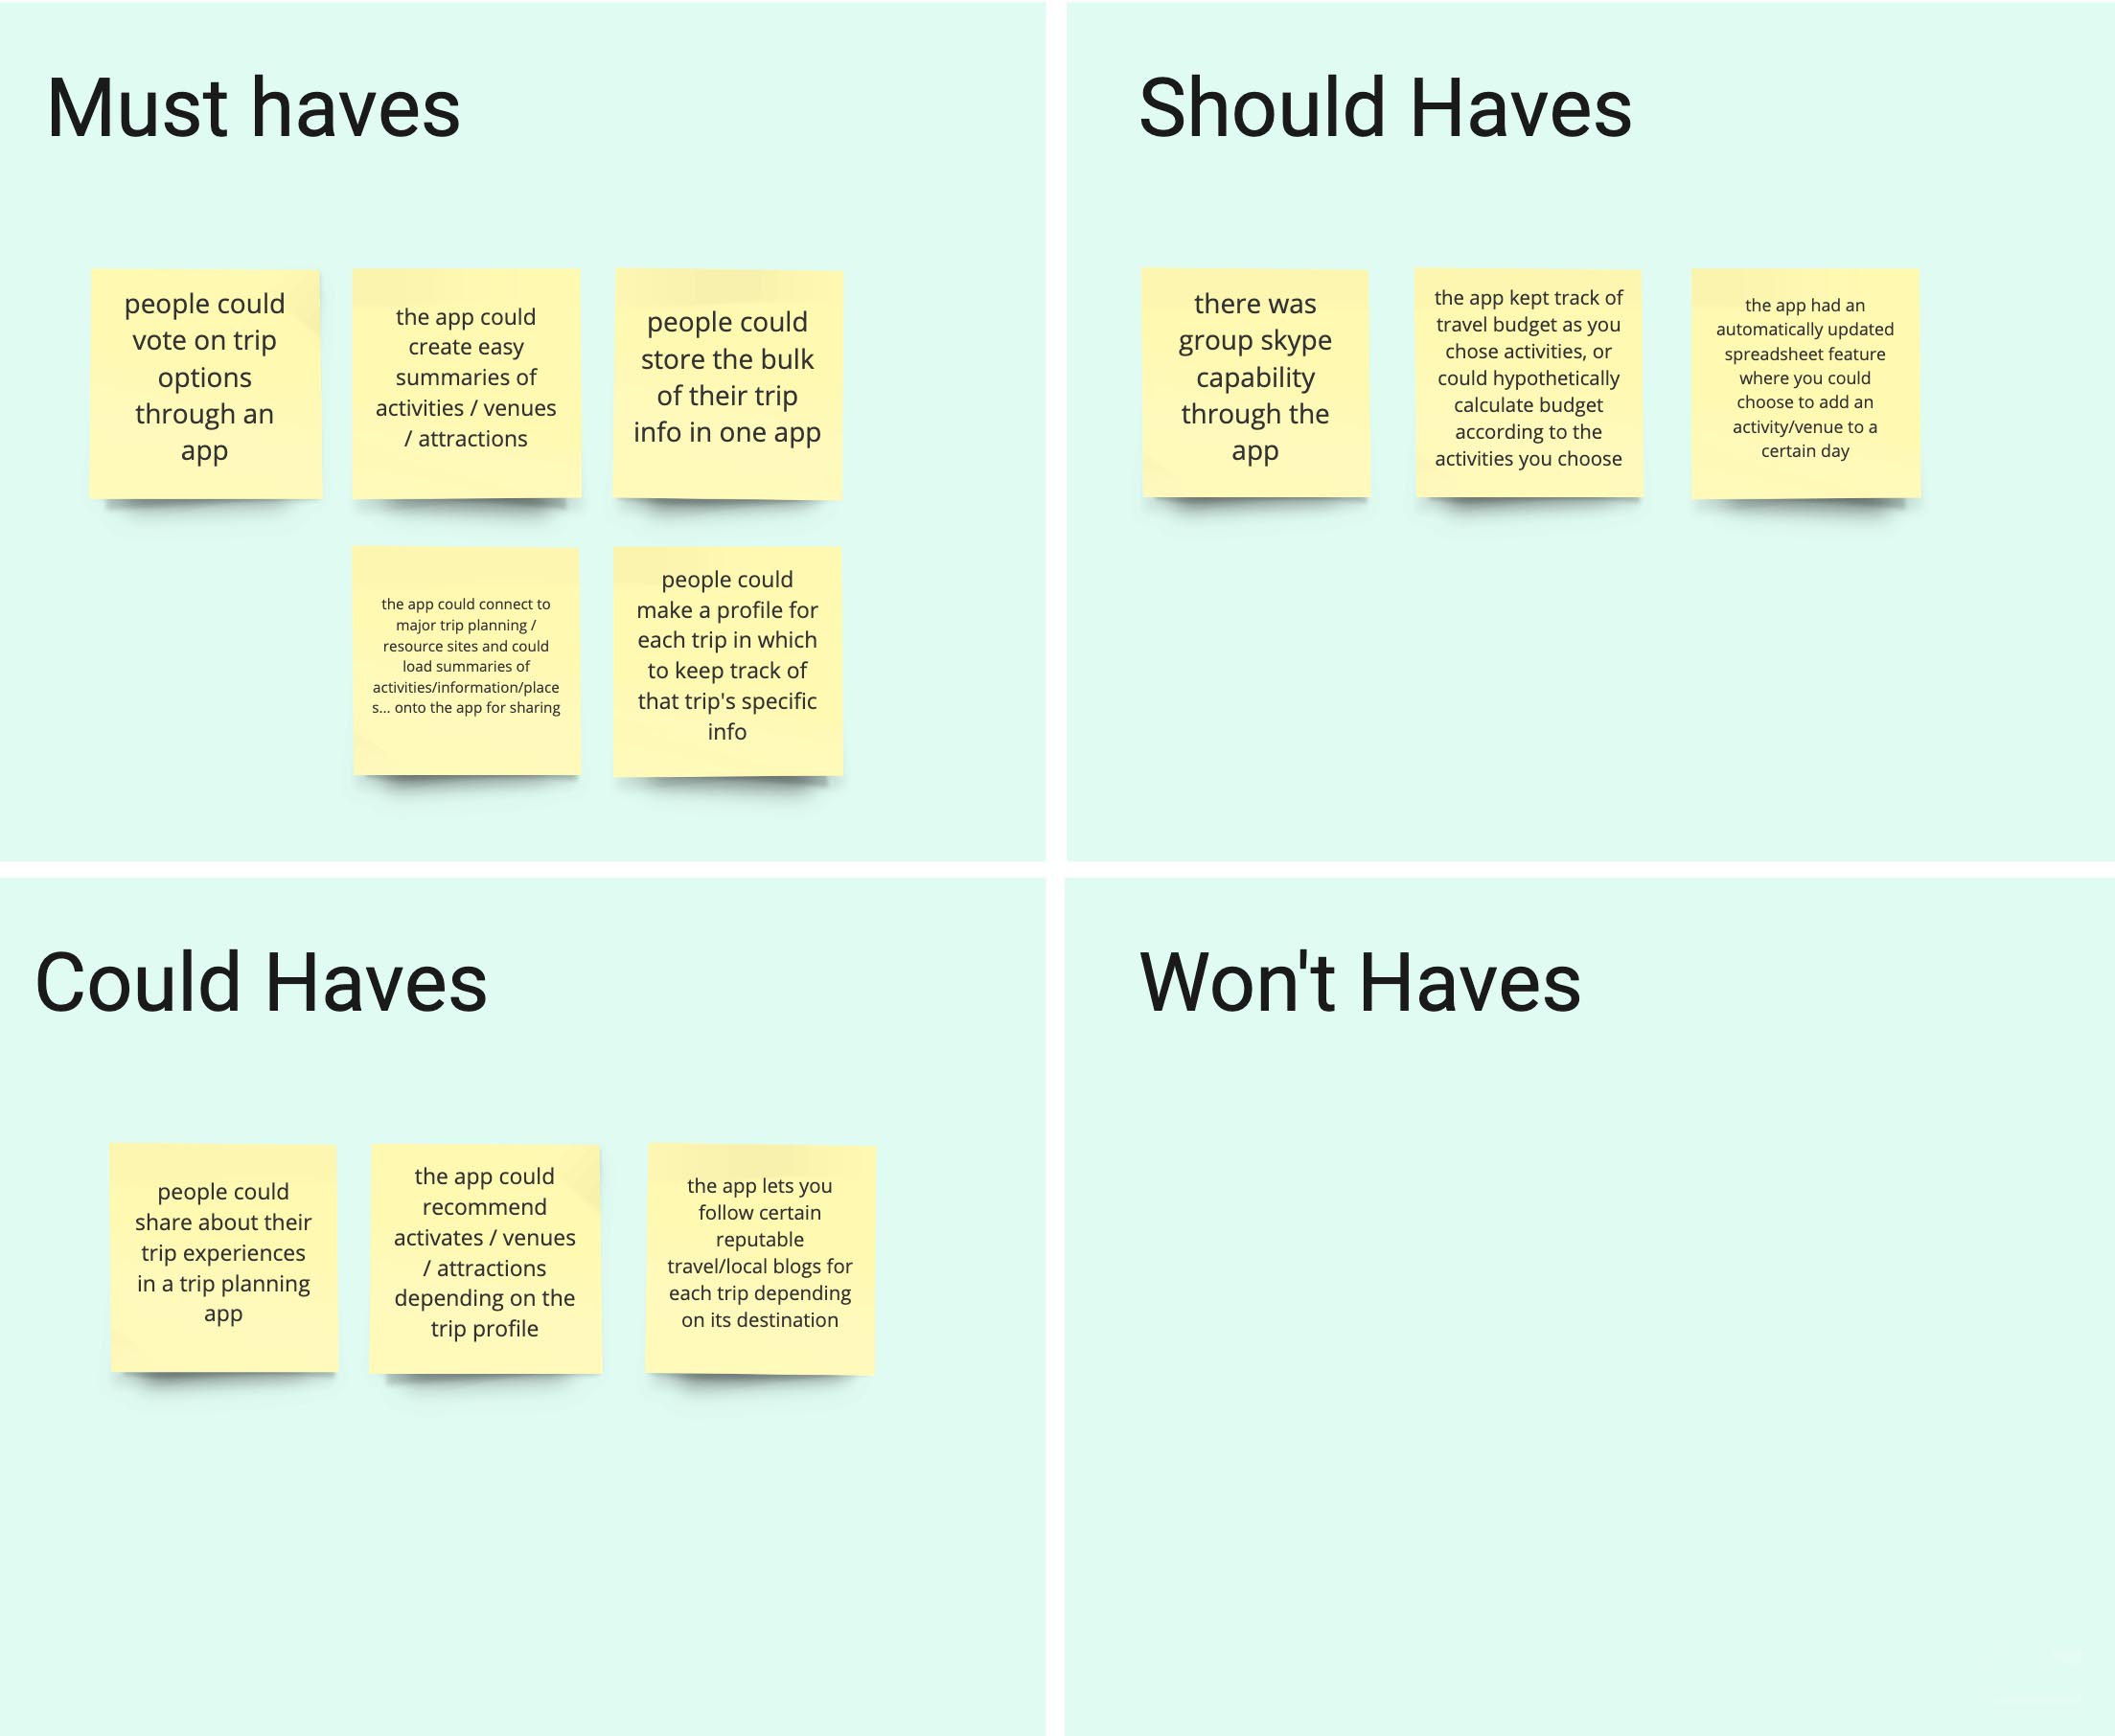 Must haves
people could
vote on trip
options
through an
app
the app could
create easy
summaries of
activities / venues
/ attractions
people could
store the bulk
of their trip
info in one app
the app could connect to
major trip planning /
resource sites and could
load summaries of
activities/information/place
s... onto the app for sharing
people could
make a profile for
each trip in which
to keep track of
that trip's specific
info
Should Haves
there was
group skype
capability
through the
app
the app kept track of
travel budget as you
chose activities, or
could hypothetically
calculate budget
according to the
activities you choose
the app had an
automatically updated
spreadsheet feature
where you could
choose to add an
activity/venue to a
certain day
Could Haves
people could
share about their
trip experiences
in a trip planning
app
the app could
recommend
activates / venues
/ attractions
depending on the
trip profile
the app lets you
follow certain
reputable
travel/local blogs for
each trip depending
on its destination
Won't Haves